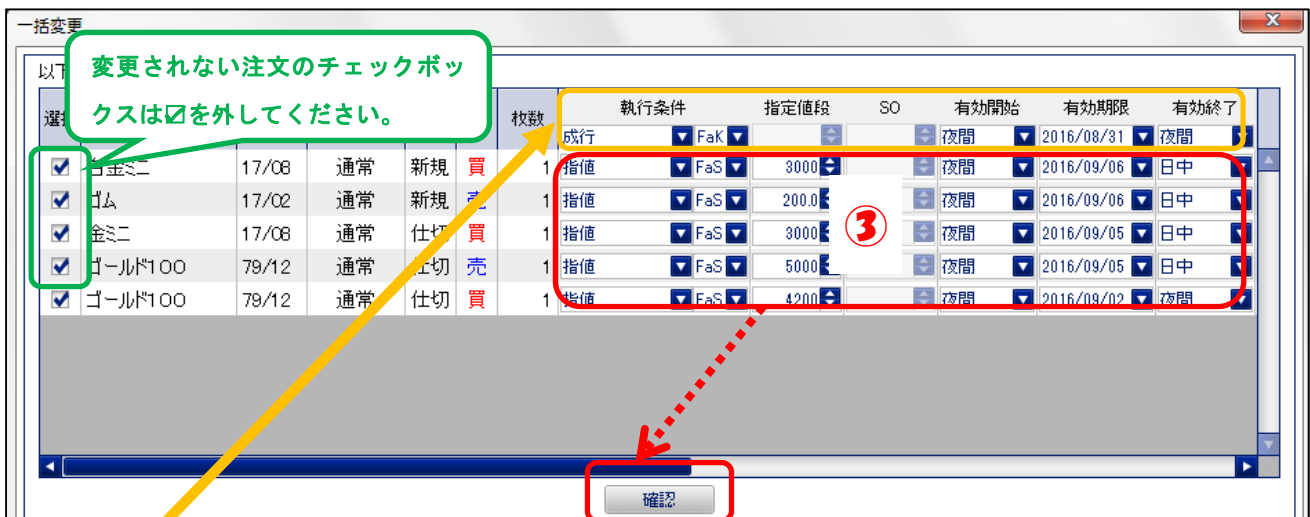 一括変更
以下
変更されない注文のチェックボッ
クスは☑を外してください。
枚数 執行条件 指定値段 SO 有効開始 有効期限 有効終了
成行 FaK 夜間 2016/08/31 夜間
白金ミニ 17/08 通常 新規 買 1 指値 FaS 3000 夜間 2016/09/06 日中
ゴム 17/02 通常 新規 売 1 指値 FaS 200.0 夜間 2016/09/06 日中
金ミニ 17/08 通常 仕切 買 1 指値 FaS 3000 夜間 2016/09/05 日中
ゴールド100 79/12 通常 仕切 売 1 指値 FaS 5000 夜間 2016/09/05 日中
ゴールド100 79/12 通常 仕切 買 1 指値 FaS 4200 夜間 2016/09/02 夜間
③
確認